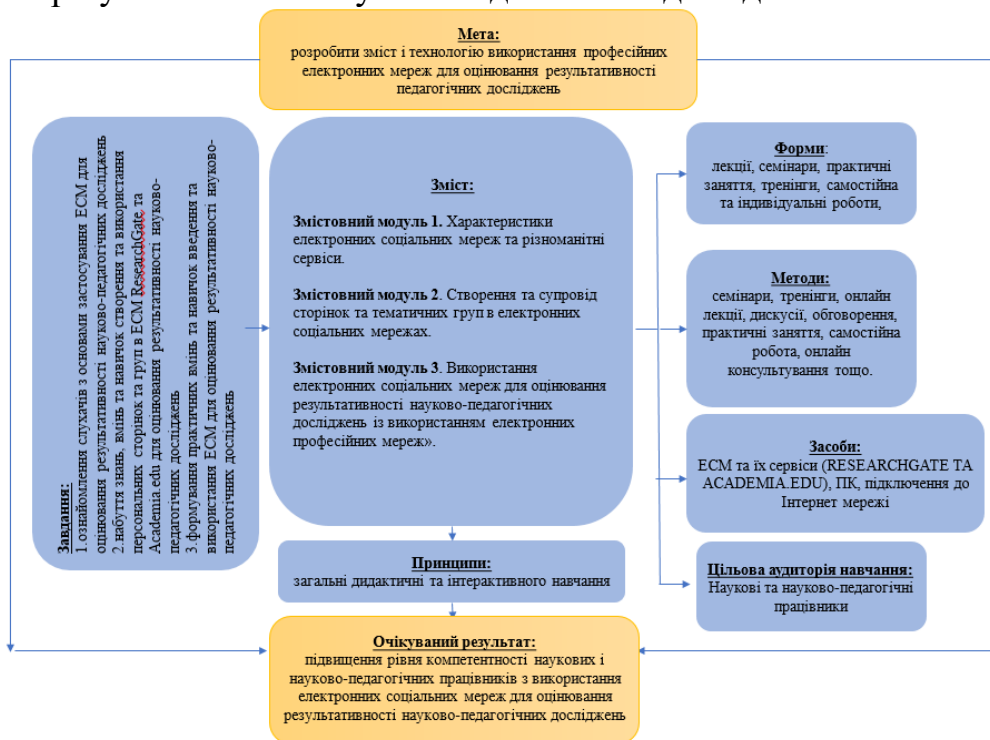 Мета:
розробити зміст і технологію використання професійних
електронних мереж для оцінювання результативності
педагогічних досліджень
Завдання:
1.ознайомлення слухачів з основами застосування ЕСМ для
оцінювання результативності науково-педагогічних досліджень
2.набуття знань, вмінь та навичок створення та використання
персональних сторінок та груп в ЕСМ ResearchGate та
Academia.edu для оцінювання результативності науково-
педагогічних досліджень
3.формування практичних вмінь та навичок введення та
використання ЕСМ для оцінювання результативності науково-
педагогічних досліджень
Зміст:
Змістовний модуль 1. Характеристики
електронних соціальних мереж та різноманітні
сервіси.
Змістовний модуль 2. Створення та супровід
сторінок та тематичних груп в електронних
соціальних мережах.
Змістовний модуль 3. Використання
електронних соціальних мереж для оцінювання
результативності науково-педагогічних
досліджень із використанням електронних
професійних мереж».
Форми:
лекції, семінари, практичні
заняття, тренінги, самостійна
та індивідуальні роботи,
Методи:
семінари, тренінги, онлайн
лекції, дискусії, обговорення,
практичні заняття, самостійна
робота, онлайн
консультування тощо.
Засоби:
ЕСМ та їх сервіси (RESEARCHGATE ТА
ACADEMIA.EDU), ПК, підключення до
Інтернет мережі
Цільова аудиторія навчання:
Наукові та науково-педагогічні
працівники
Принципи:
загальні дидактичні та інтерактивного навчання
Очікуваний результат:
підвищення рівня компетентності наукових і
науково-педагогічних працівників з використання
електронних соціальних мереж для оцінювання
результативності науково-педагогічних досліджень